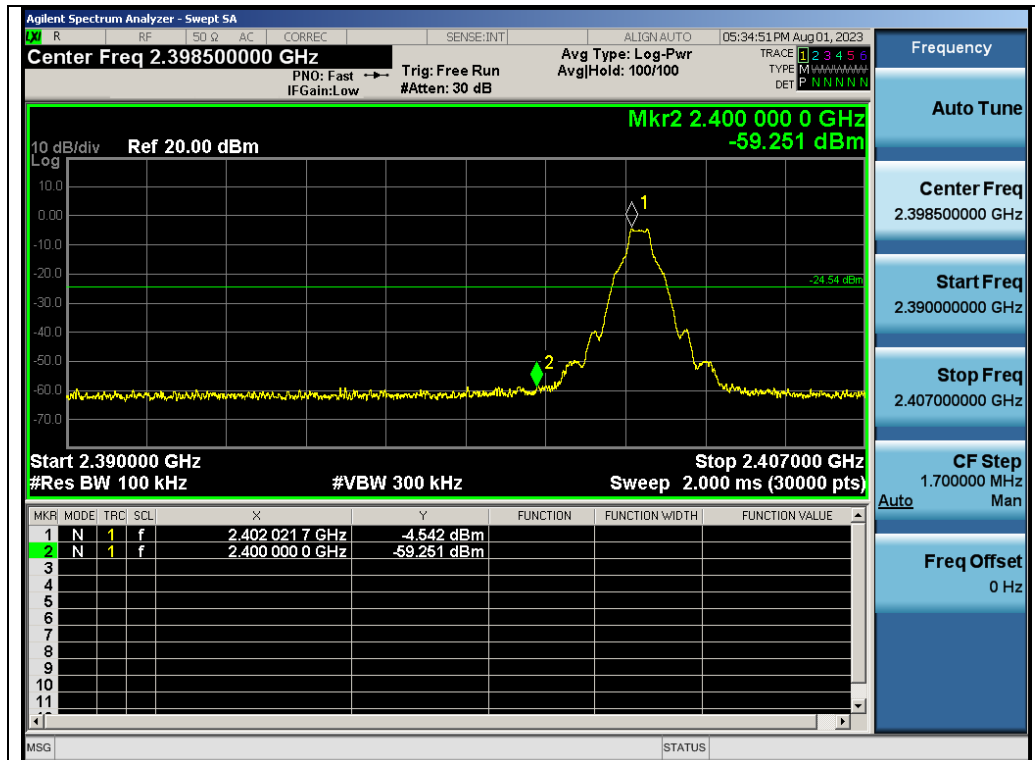 Agilent Spectrum Analyzer - Swept SA
LXI R RF 50 Ω AC CORREC SENSE:INT ALIGN AUTO 05:34:51 PM Aug 01, 2023
Center Freq 2.398500000 GHz
PNO: Fast
IFGain:Low
Trig: Free Run
#Atten: 30 dB
Avg Type: Log-Pwr
Avg|Hold: 100/100
TRACE 1 2 3 4 5 6
TYPE M
DET P N N N N N
Mkr2 2.400 000 0 GHz
-59.251 dBm
10 dB/div Ref 20.00 dBm
Log
10.0
0.00
-10.0
-20.0
-30.0
-40.0
-50.0
-60.0
-70.0
1
-24.54 dBm
2
Start 2.390000 GHz Stop 2.407000 GHz
#Res BW 100 kHz #VBW 300 kHz Sweep 2.000 ms (30000 pts)
MKR MODE TRC SCL X Y FUNCTION FUNCTION WIDTH FUNCTION VALUE
1 N 1 f 2.402 021 7 GHz -4.542 dBm
2 N 1 f 2.400 000 0 GHz -59.251 dBm
3
4
5
6
7
8
9
10
11
MSG STATUS
Frequency
Auto Tune
Center Freq
2.398500000 GHz
Start Freq
2.390000000 GHz
Stop Freq
2.407000000 GHz
CF Step
1.700000 MHz
Auto Man
Freq Offset
0 Hz